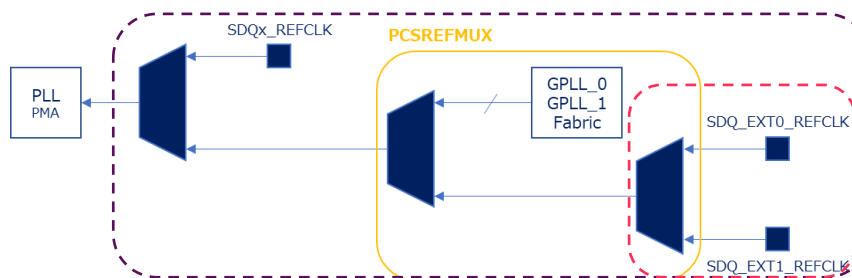 SDQx_REFCLK
PCSREFMUX
PLL
PMA
GPLL_0
GPLL_1
Fabric
SDQ_EXT0_REFCLK
SDQ_EXT1_REFCLK